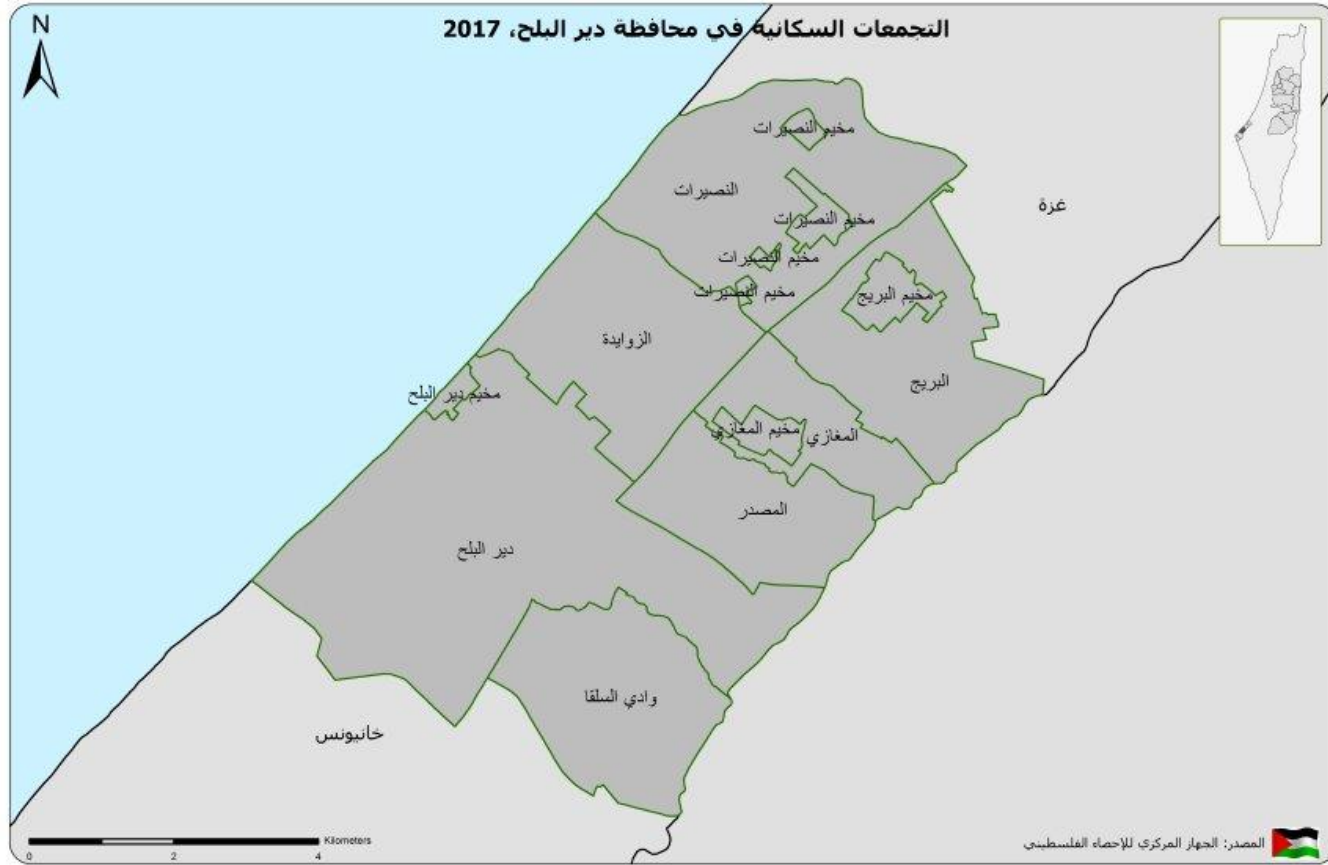 N
التجمعات السكانية في محافظة دير البلح، 2017
مخيم النصيرات
النصيرات
غزة
مخيم النصيرات
مخيم النصيرات
مخيم النصيرات
مخيم البريج
الزوايدة
البريج
مخيم دير البلح
مخيم المغازي
المغازي
المصدر
دير البلح
وادي السلقا
خانيونس
Kilometers
0 2 4
المصدر: الجهاز المركزي للإحصاء الفلسطيني